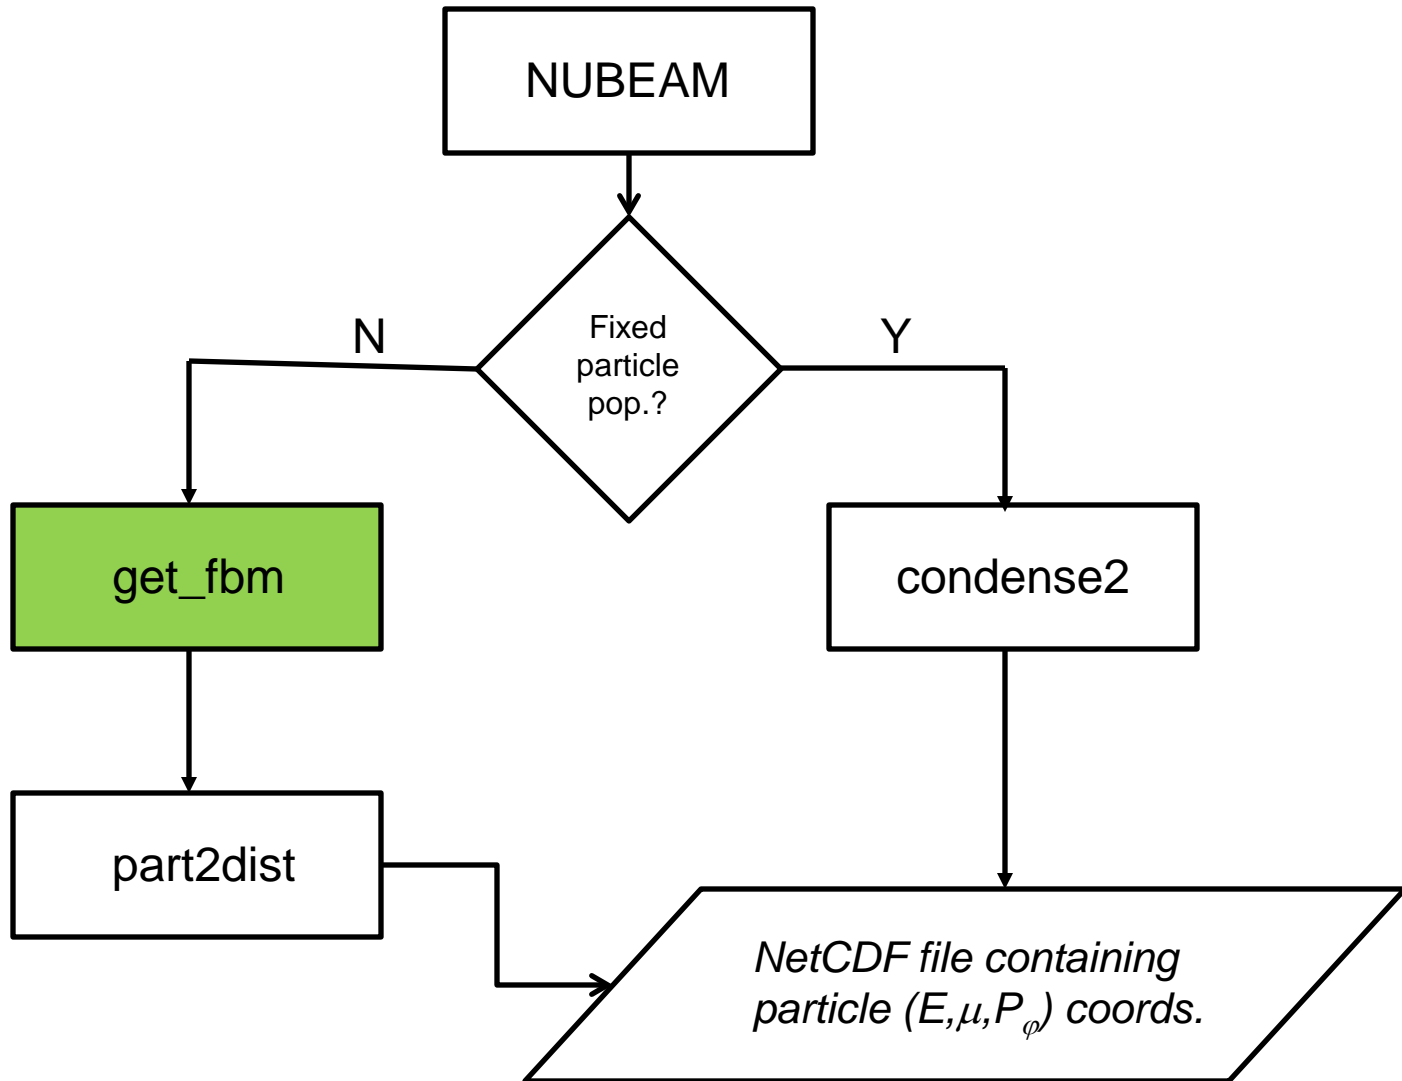 NUBEAM
N
Fixed
particle
pop.?
Y
get_fbm
condense2
part2dist
NetCDF file containing
particle (E,μ,Pφ) coords.